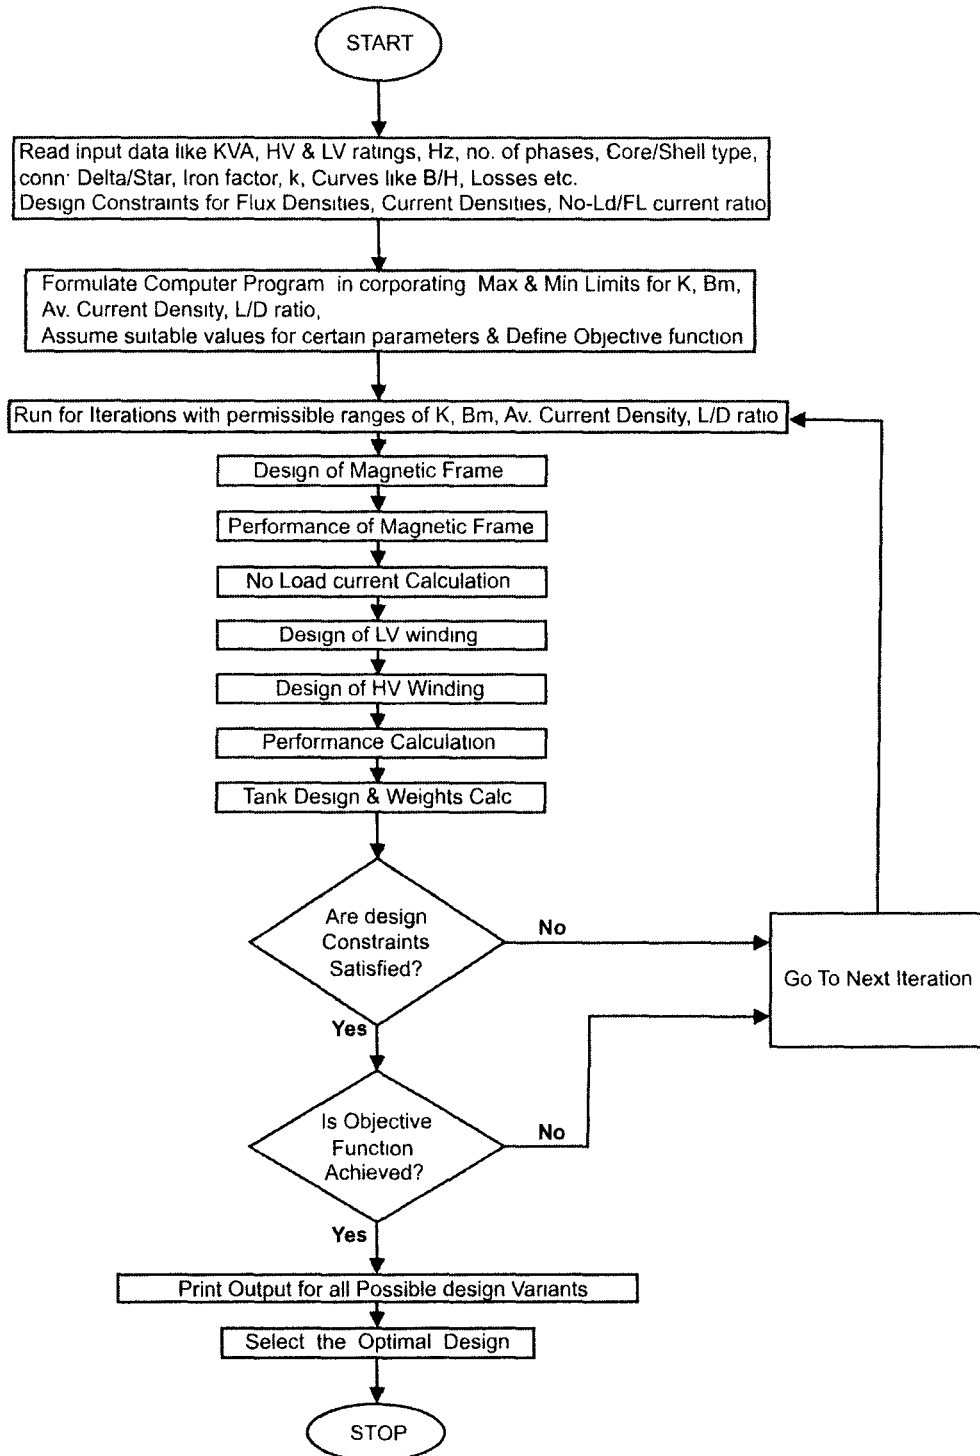 START
Read input data like KVA, HV & LV ratings, Hz, no. of phases, Core/Shell type,
conn: Delta/Star, Iron factor, k, Curves like B/H, Losses etc.
Design Constraints for Flux Densities, Current Densities, No-Ld/FL current ratio
Formulate Computer Program in corporating Max & Min Limits for K, Bm,
Av. Current Density, L/D ratio,
Assume suitable values for certain parameters & Define Objective function
Run for Iterations with permissible ranges of K, Bm, Av. Current Density, L/D ratio
Design of Magnetic Frame
Performance of Magnetic Frame
No Load current Calculation
Design of LV winding
Design of HV Winding
Performance Calculation
Tank Design & Weights Calc
Are design
Constraints
Satisfied?
No
Go To Next Iteration
Yes
Is Objective
Function
Achieved?
No
Yes
Print Output for all Possible design Variants
Select the Optimal Design
STOP